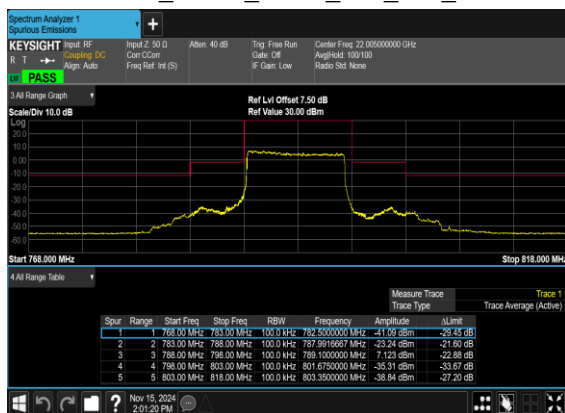 Spectrum Analyzer 1
Spurious Emissions
KEYSIGHT Input: RF Input Z: 50 Ω Atten: 40 dB Trig: Free Run Center Freq: 22.005000000 GHz
R T Coupling: DC Corr CCorr Gate: Off Avg|Hold: 100/100
Align: Auto Freq Ref: Int (S) IF Gain: Low Radio Std: None
PASS
3 All Range Graph
Ref Lvl Offset 7.50 dB
Scale/Div 10.0 dB Ref Value 30.00 dBm
Log
20.0
10.0
0.00
-10.0
-20.0
-30.0
-40.0
-50.0
-60.0
Start 768.000 MHz Stop 818.000 MHz
4 All Range Table
Measure Trace Trace 1
Trace Type Trace Average (Active)
Spur Range Start Freq Stop Freq RBW Frequency Amplitude ΔLimit
1 1 768.00 MHz 783.00 MHz 100.0 kHz 782.5000000 MHz -41.09 dBm -29.45 dB
2 2 783.00 MHz 788.00 MHz 100.0 kHz 787.9916667 MHz -23.24 dBm -21.60 dB
3 3 788.00 MHz 798.00 MHz 100.0 kHz 789.1000000 MHz 7.123 dBm -22.88 dB
4 4 798.00 MHz 803.00 MHz 100.0 kHz 801.6750000 MHz -35.31 dBm -33.67 dB
5 5 803.00 MHz 818.00 MHz 100.0 kHz 803.3500000 MHz -38.84 dBm -27.20 dB
Nov 15, 2024
2:01:20 PM